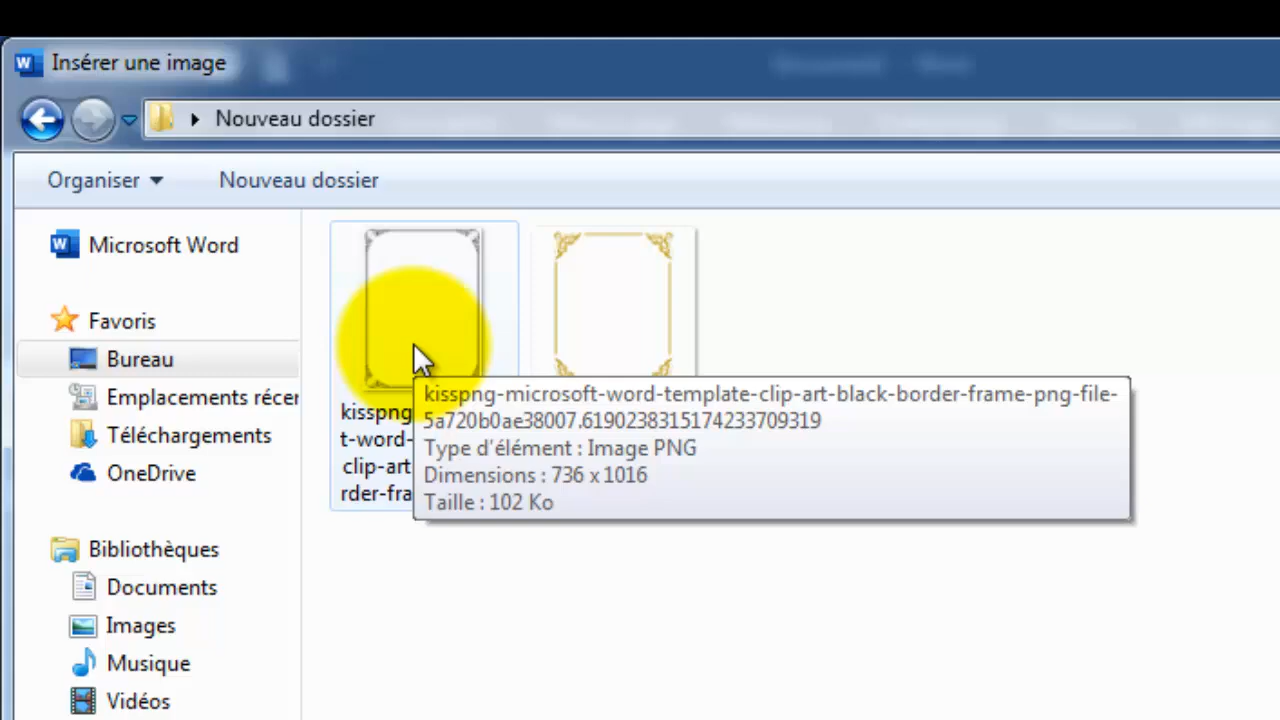 Insérer une image
Nouveau dossier
Organiser
Nouveau dossier
Microsoft Word
Favoris
Bureau
Emplacements récer
Téléchargements
OneDrive
Bibliothèques
Documents
Images
Musique
Vidéos
kisspng
t-word-
clip-art
rder-fra
kisspng-microsoft-word-template-clip-art-black-border-frame-png-file-
5a720b0ae38007.6190238315174233709319
Type d'élément : Image PNG
Dimensions : 736 x 1016
Taille : 102 Ko